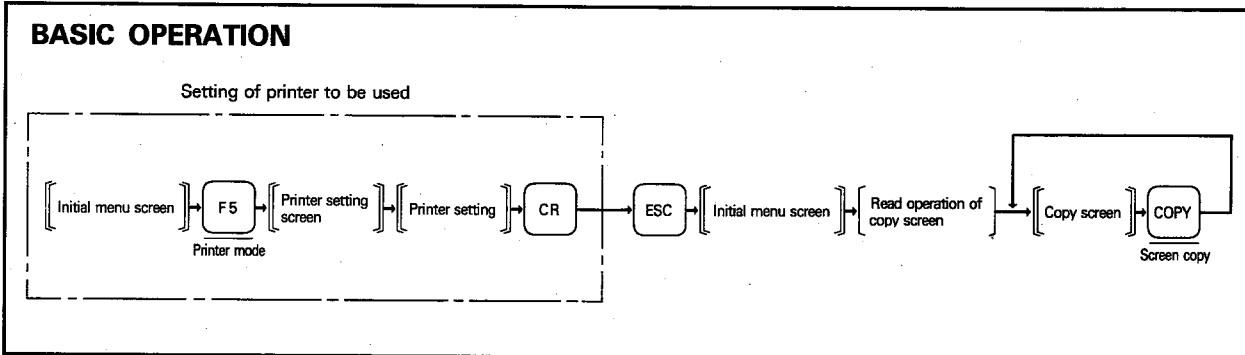 BASIC OPERATION
Setting of printer to be used
Initial menu screen
F5
Printer mode
Printer setting
screen
Printer setting
CR
ESC
Initial menu screen
Read operation of
copy screen
Copy screen
COPY
Screen copy